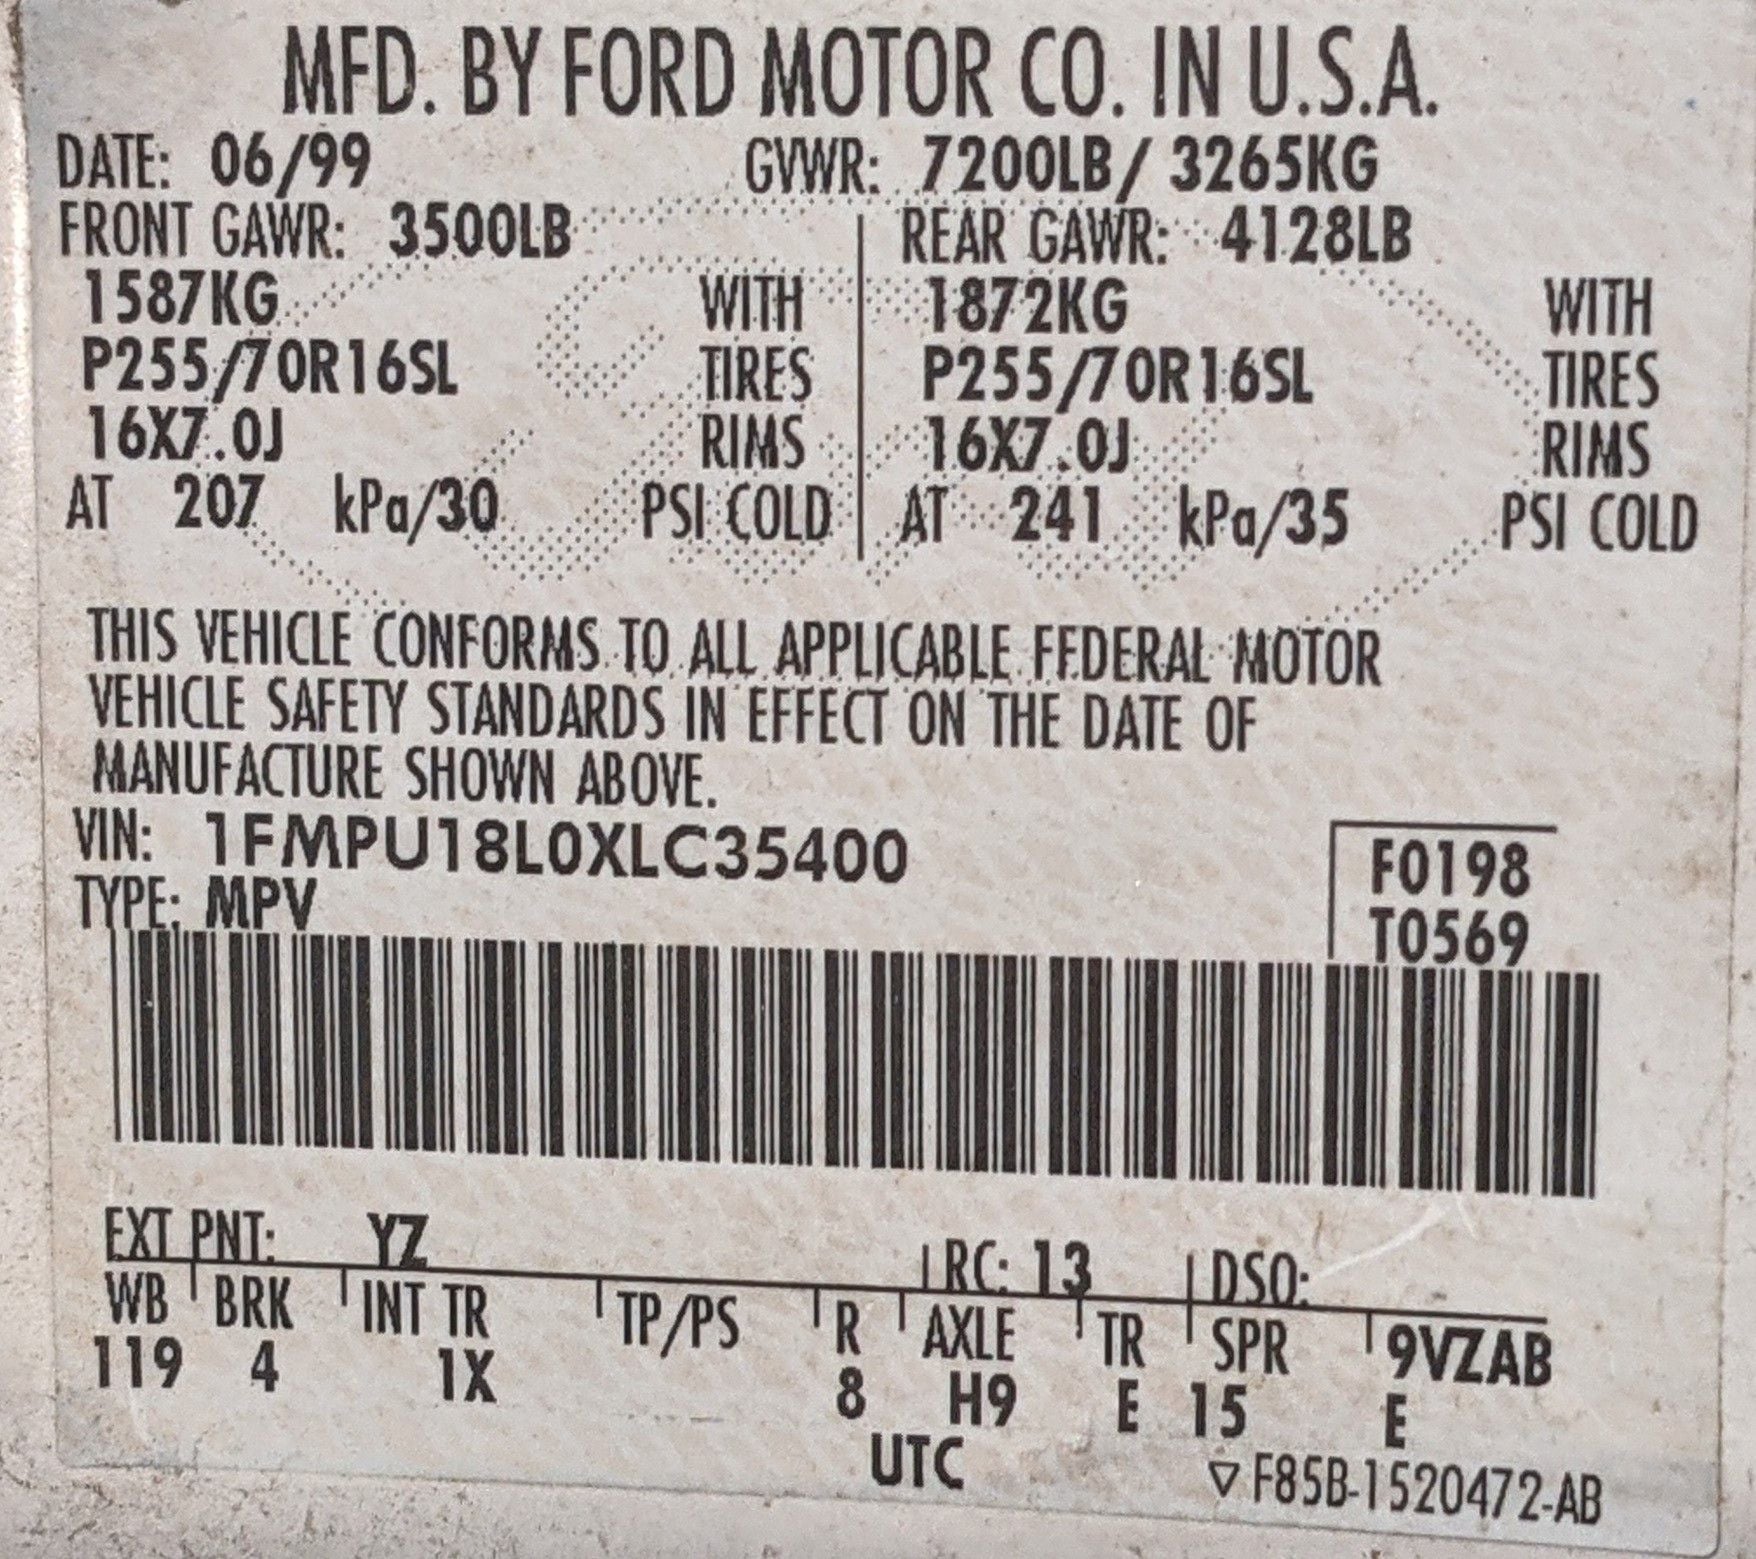 MFD. BY FORD MOTOR CO. IN U.S.A.
DATE: 06/99 GVWR: 7200LB/ 3265KG
FRONT GAWR: 3500LB REAR GAWR: 4128LB
1587KG WITH 1872KG WITH
P255/70R16SL TIRES P255/70R16SL TIRES
16X7.0J RIMS 16X7.0J RIMS
AT 207 kPa/30 PSI COLD AT 241 kPa/35 PSI COLD
THIS VEHICLE CONFORMS TO ALL APPLICABLE FEDERAL MOTOR
VEHICLE SAFETY STANDARDS IN EFFECT ON THE DATE OF
MANUFACTURE SHOWN ABOVE.
VIN: 1FMPU18L0XLC35400 F0198
TYPE: MPV T0569
EXT PNT: YZ RC: 13 DSO:
WB BRK INT TR TP/PS R AXLE TR SPR 9VZAB
119 4 1X 8 H9 E 15 E
UTC ▽F85B-1520472-AB